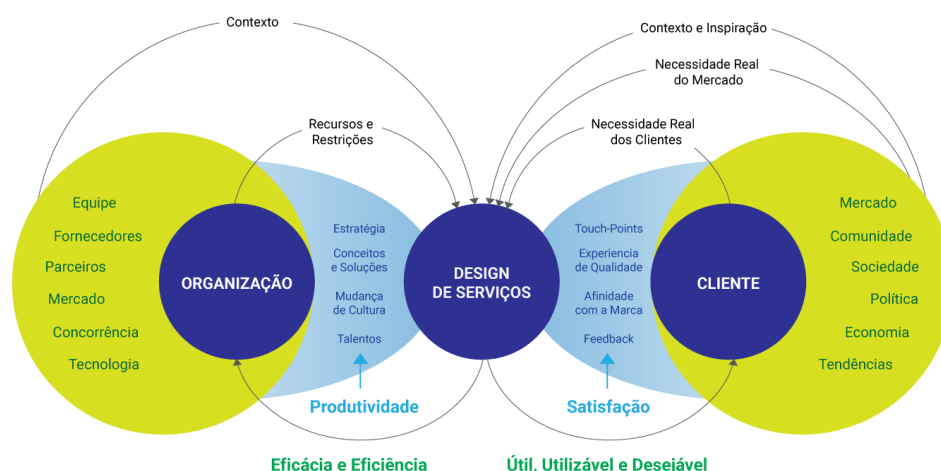 Contexto
Contexto e Inspiração
Necessidade Real
do Mercado
Recursos e
Restrições
Necessidade Real
dos Clientes
Equipe
Fornecedores
Parceiros
Mercado
Concorrência
Tecnologia
ORGANIZAÇÃO
Estratégia
Conceitos
e Soluções
Mudança
de Cultura
Talentos
Produtividade
DESIGN
DE SERVIÇOS
Touch-Points
Experiencia
de Qualidade
Afinidade
com a Marca
Feedback
Satisfação
CLIENTE
Mercado
Comunidade
Sociedade
Política
Economia
Tendências
Eficácia e Eficiência
Útil. Utilizável e Desejável